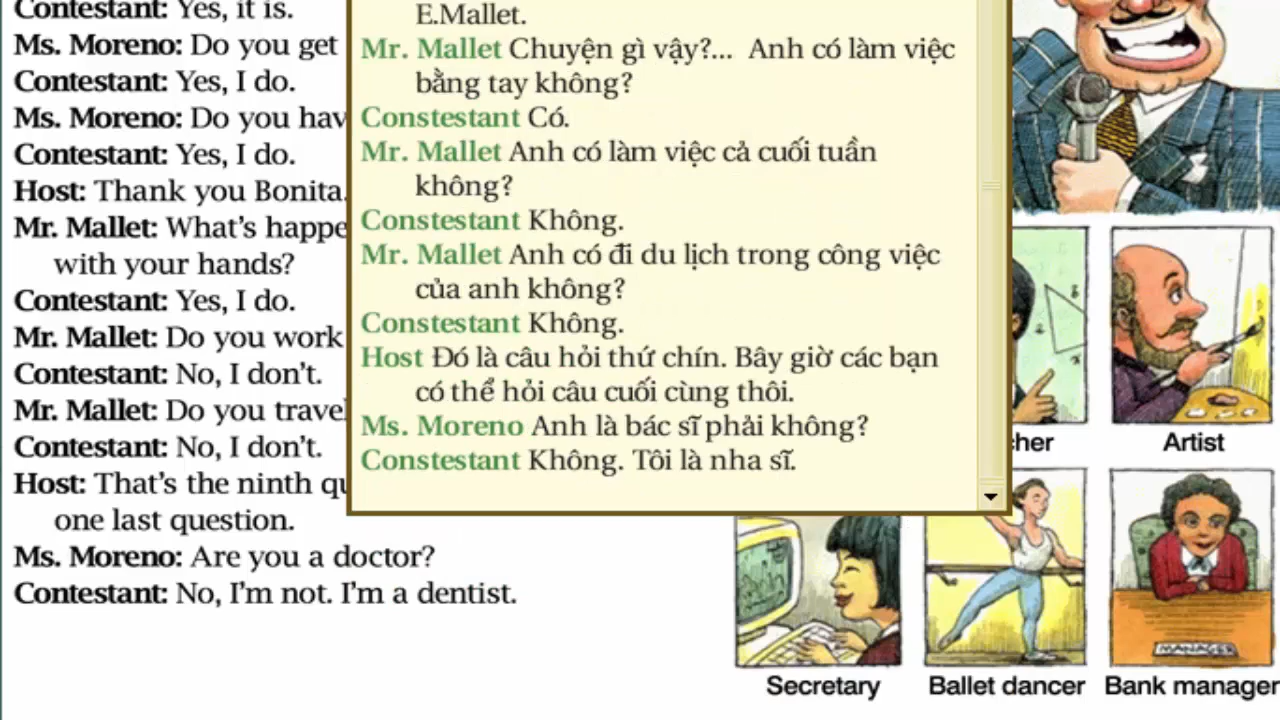 Contestant: Yes, it is.
Ms. Moreno: Do you get
Contestant: Yes, I do.
Ms. Moreno: Do you hav
Contestant: Yes, I do.
Host: Thank you Bonita.
Mr. Mallet: What's happe
with your hands?
Contestant: Yes, I do.
Mr. Mallet: Do you work
Contestant: No, I don't.
Mr. Mallet: Do you travel
Contestant: No, I don't.
Host: That's the ninth qu
one last question.
Ms. Moreno: Are you a doctor?
Contestant: No, I'm not. I'm a dentist.
E.Mallet.
Mr. Mallet Chuyện gì vậy?... Anh có làm việc
bằng tay không?
Constestant Có.
Mr. Mallet Anh có làm việc cả cuối tuần
không?
Constestant Không.
Mr. Mallet Anh có đi du lịch trong công việc
của anh không?
Constestant Không.
Host Đó là câu hỏi thứ chín. Bây giờ các bạn
có thể hỏi câu cuối cùng thôi.
Ms. Moreno Anh là bác sĩ phải không?
Constestant Không. Tôi là nha sĩ.
cher
Artist
MANAGER
Secretary
Ballet dancer
Bank manager